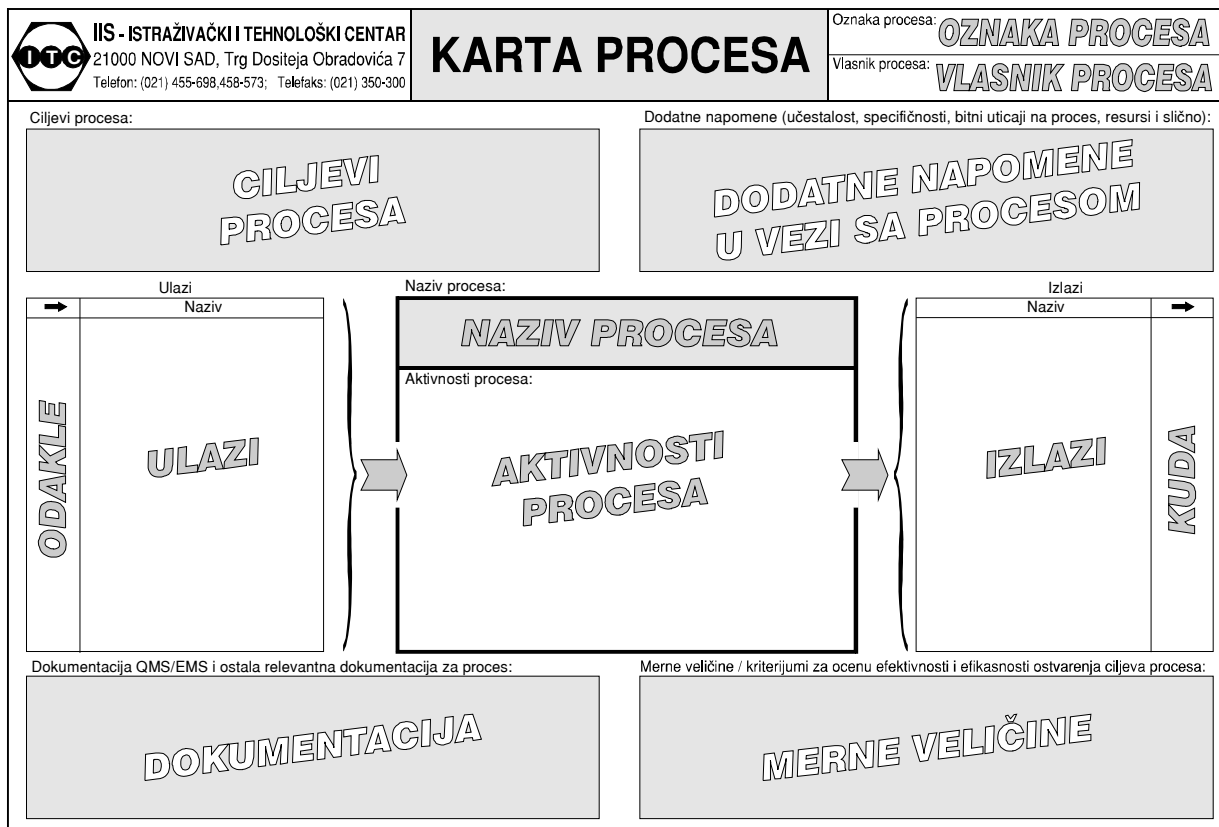 ITC
IIS - ISTRAŽIVAČKI I TEHNOLOŠKI CENTAR
21000 NOVI SAD, Trg Dositeja Obradovića 7
Telefon: (021) 455-698,458-573; Telefaks: (021) 350-300
KARTA PROCESA
Oznaka procesa: OZNAKA PROCESA
Vlasnik procesa: VLASNIK PROCESA
Ciljevi procesa:
CILJEVI
PROCESA
Dodatne napomene (učestalost, specifičnosti, bitni uticaji na proces, resursi i slično):
DODATNE NAPOMENE
U VEZI SA PROCESOM
Ulazi
Naziv
ODAKLE
ULAZI
Naziv procesa:
NAZIV PROCESA
Aktivnosti procesa:
AKTIVNOSTI
PROCESA
Izlazi
Naziv
IZLAZI
KUDA
Dokumentacija QMS/EMS i ostala relevantna dokumentacija za proces:
DOKUMENTACIJA
Merne veličine / kriterijumi za ocenu efektivnosti i efikasnosti ostvarenja ciljeva procesa:
MERNE VELIČINE